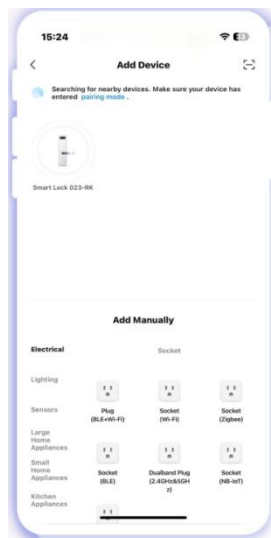 15:24
Add Device
Searching for nearby devices. Make sure your device has
entered pairing mode .
Smart Lock 023-RK
Add Manually
Electrical
Socket
Lighting
Sensors
Plug
(BLE+Wi-Fi)
Socket
(Wi-Fi)
Socket
(Zigbee)
Large
Home
Appliances
Small
Home
Appliances
Socket
(BLE)
Dualband Plug
(2.4GHz&5GH
z)
Socket
(NB-IoT)
Kitchen
Appliances